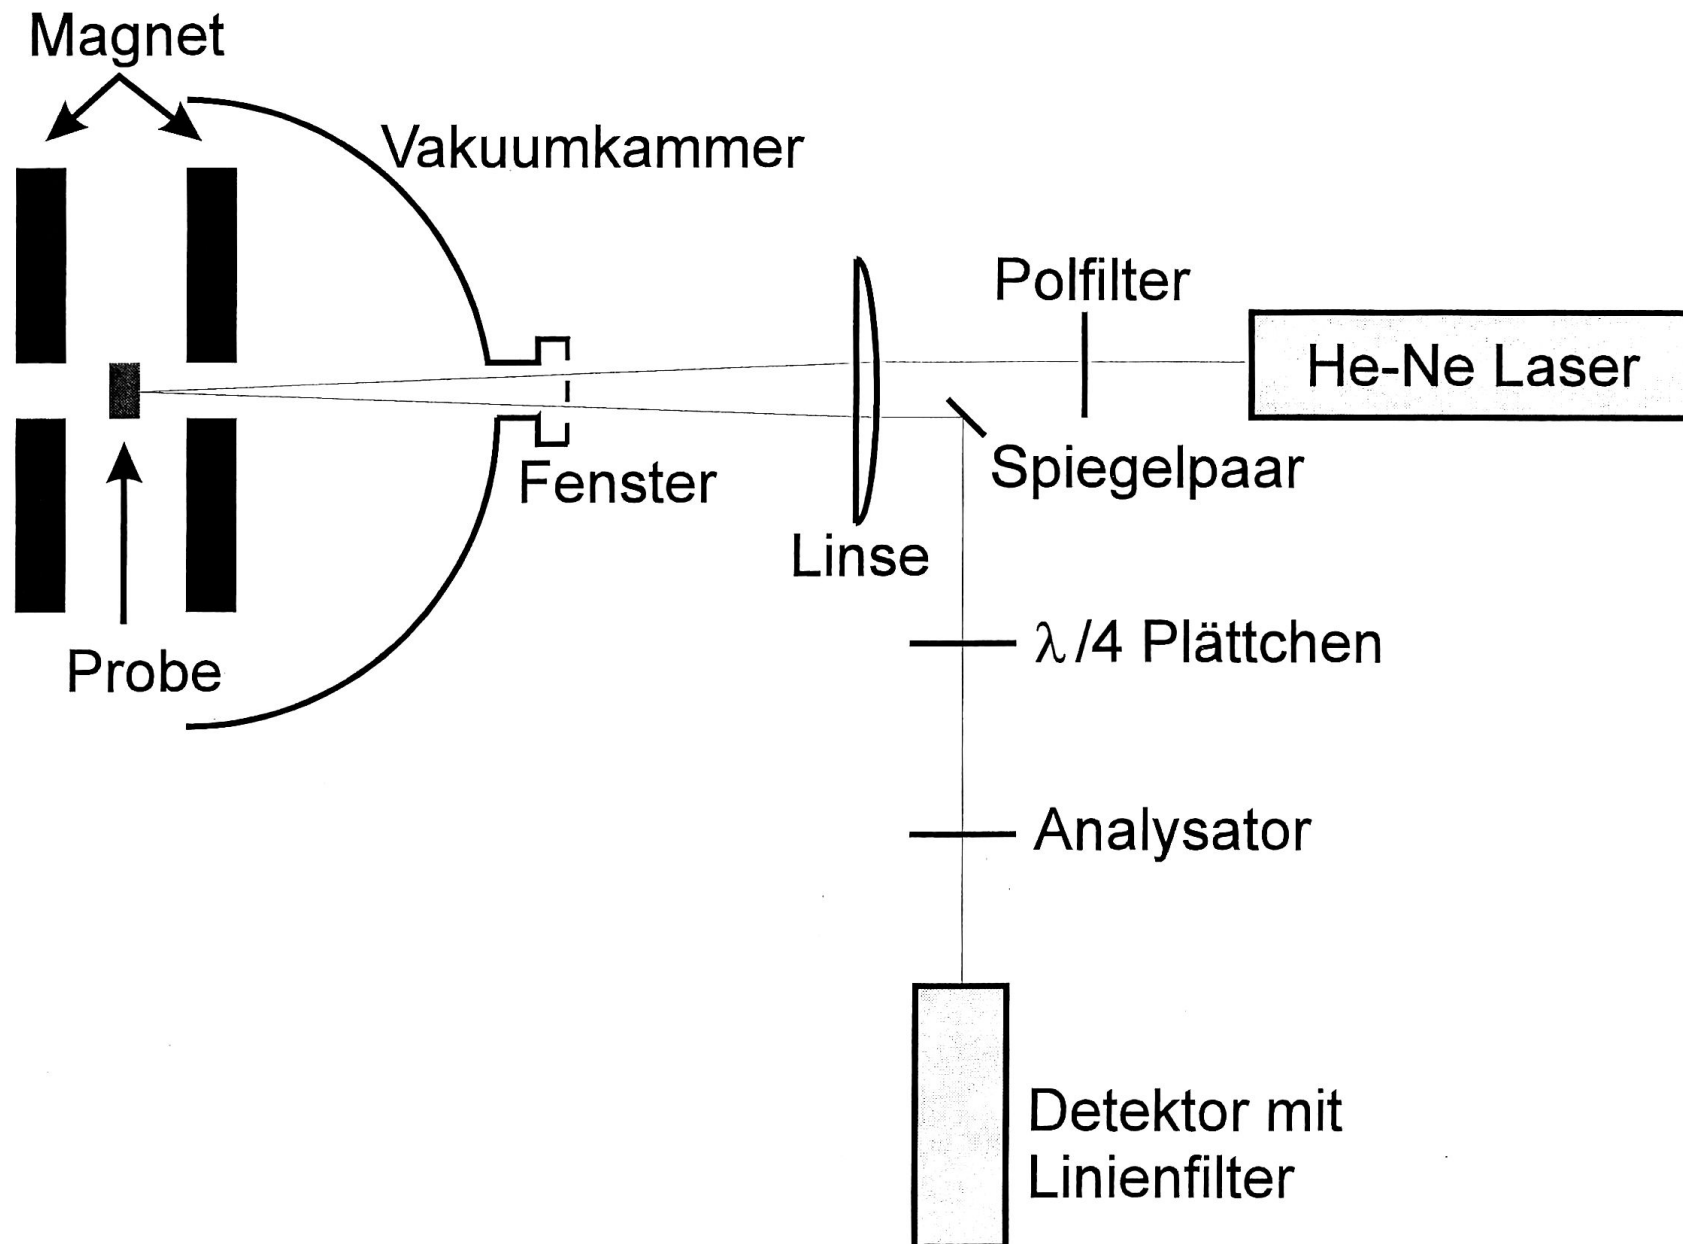 Magnet
Vakuumkammer
Polfilter
He-Ne Laser
Spiegelpaar
Fenster
Linse
λ/4 Plättchen
Probe
Analysator
Detektor mit
Linienfilter